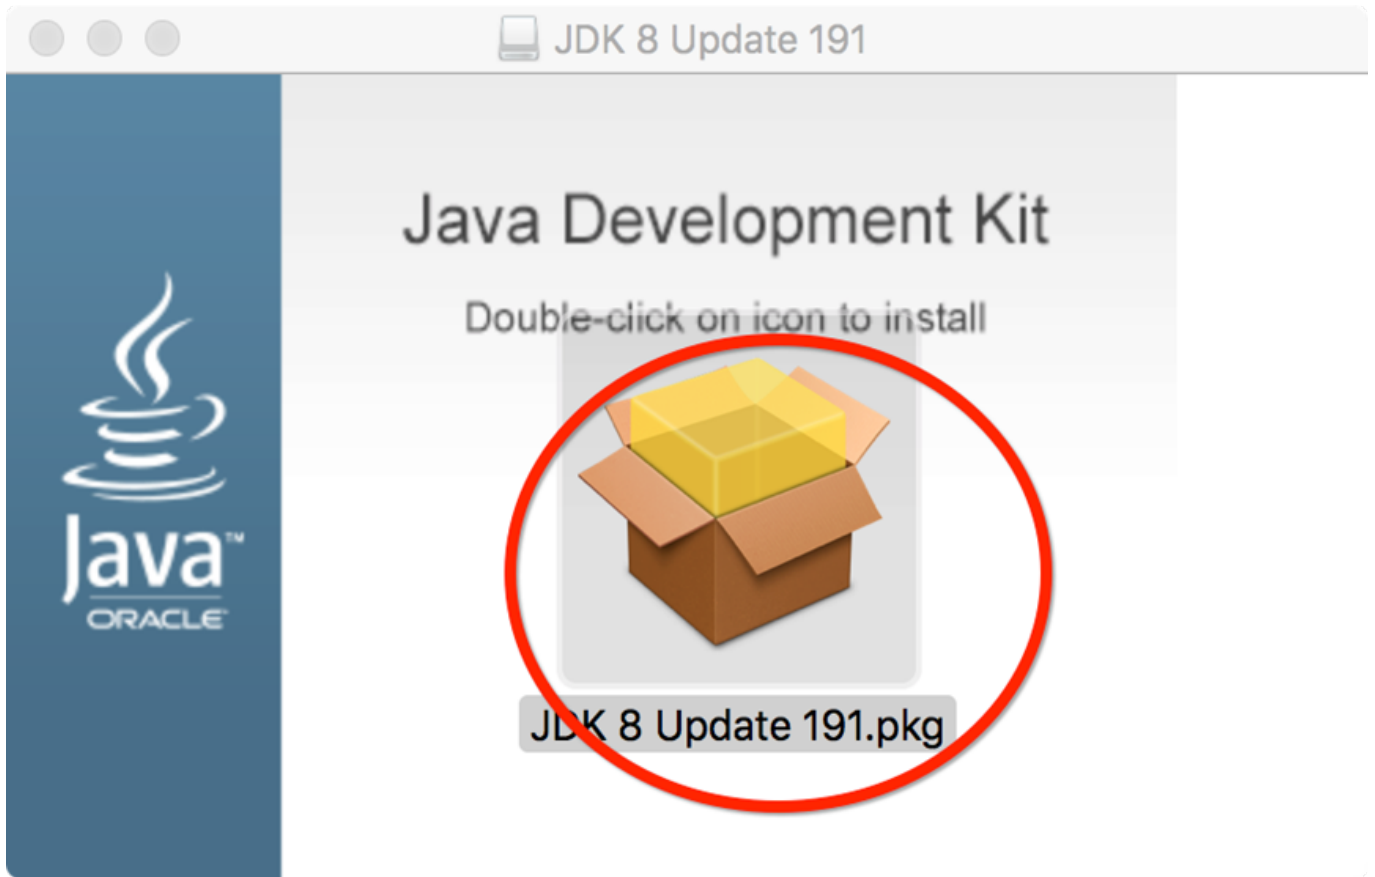 JDK 8 Update 191
Java Development Kit
Double-click on icon to install
Java™
ORACLE
JDK 8 Update 191.pkg